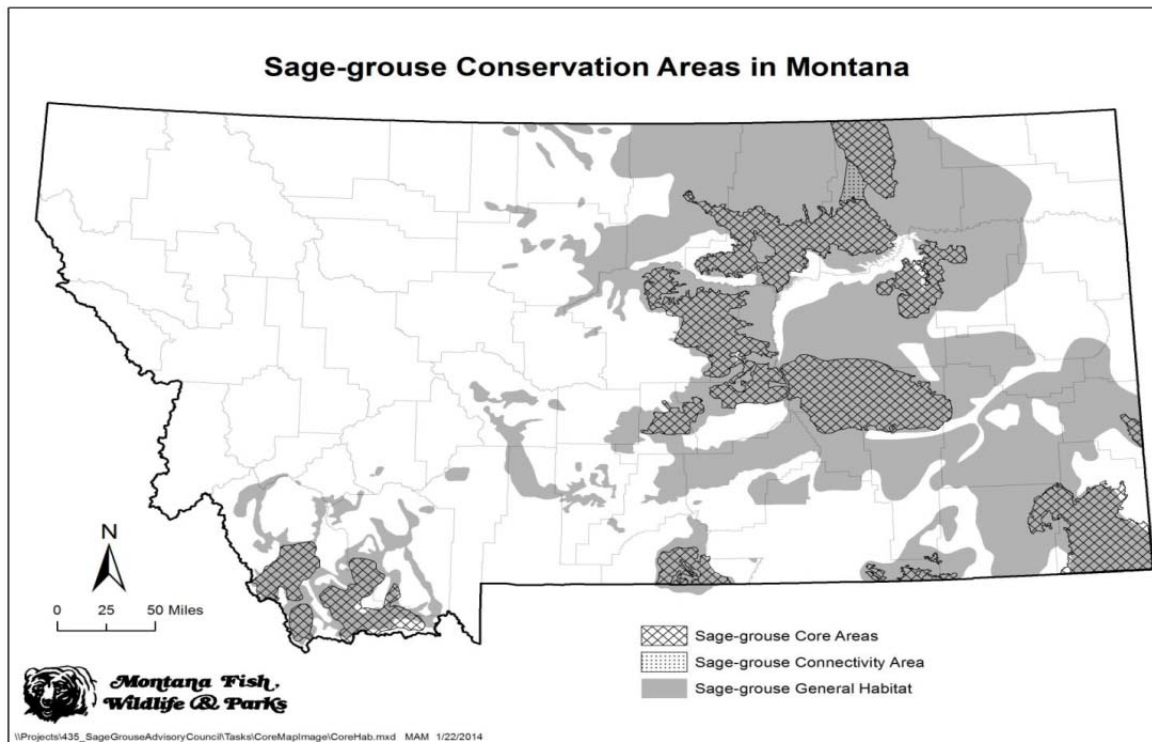 Sage-grouse Conservation Areas in Montana
N
0 25 50 Miles
Sage-grouse Core Areas
Sage-grouse Connectivity Area
Sage-grouse General Habitat
Montana Fish,
Wildlife & Parks
\\Projects\435_SageGrouseAdvisoryCouncil\Tasks\CoreMapImage\CoreHab.mxd MAM 1/22/2014